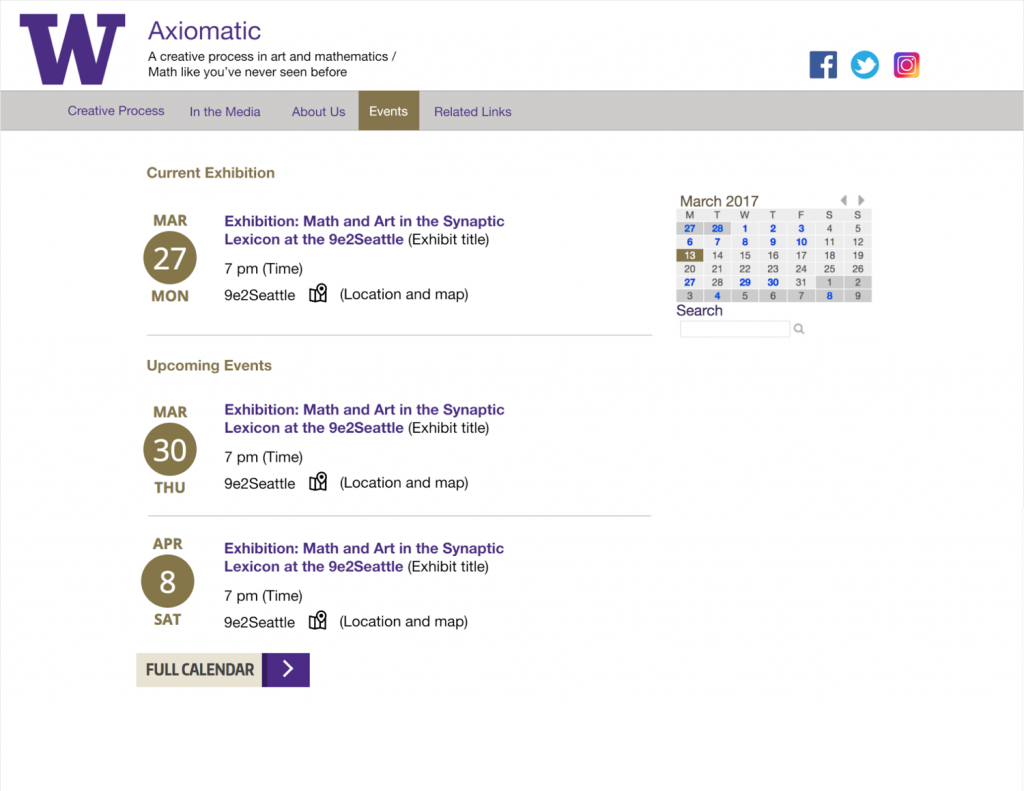 W
Axiomatic
A creative process in art and mathematics /
Math like you've never seen before
Creative Process In the Media About Us Events Related Links
Current Exhibition
MAR
27
MON
Exhibition: Math and Art in the Synaptic
Lexicon at the 9e2Seattle (Exhibit title)
7 pm (Time)
9e2Seattle (Location and map)
Upcoming Events
MAR
30
THU
Exhibition: Math and Art in the Synaptic
Lexicon at the 9e2Seattle (Exhibit title)
7 pm (Time)
9e2Seattle (Location and map)
APR
8
SAT
Exhibition: Math and Art in the Synaptic
Lexicon at the 9e2Seattle (Exhibit title)
7 pm (Time)
9e2Seattle (Location and map)
FULL CALENDAR
March 2017
M T W T F S S
27 28 1 2 3 4 5
6 7 8 9 10 11 12
13 14 15 16 17 18 19
20 21 22 23 24 25 26
27 28 29 30 31 1 2
3 4 5 6 7 8 9
Search